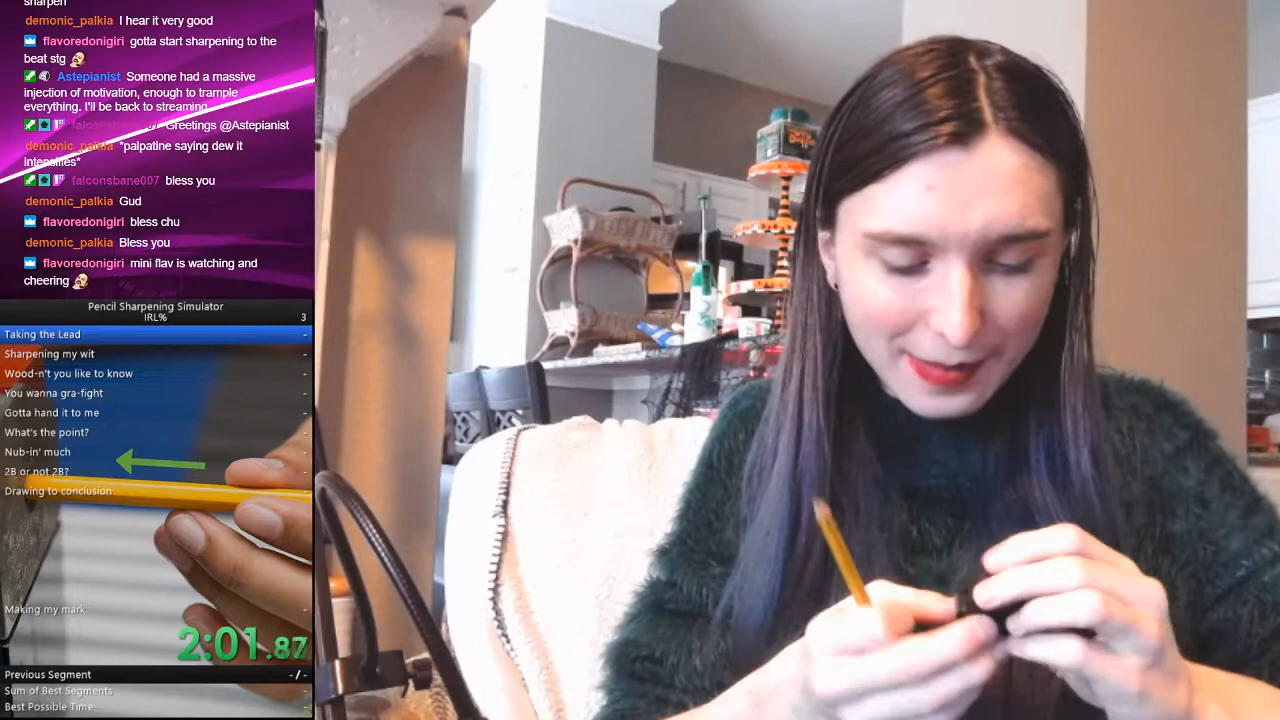 sharpen
demonic_palkia I hear it very good
flavoredonigiri gotta start sharpening to the
beat stg
Astepianist Someone had a massive
injection of motivation, enough to trample
everything. I'll be back to streaming
falconsbane007 Greetings @Astepianist
demonic_palkia *palpatine saying dew it
intensifies*
falconsbane007 bless you
demonic_palkia Gud
flavoredonigiri bless chu
demonic_palkia Bless you
flavoredonigiri mini flav is watching and
cheering
Pencil Sharpening Simulator
IRL% 3
Taking the Lead -
Sharpening my wit -
Wood-n't you like to know -
You wanna gra-fight -
Gotta hand it to me -
What's the point? -
Nub-in' much -
2B or not 2B? -
Drawing to conclusion -
Making my mark -
2:01.87
Previous Segment - / -
Sum of Best Segments -
Best Possible Time -